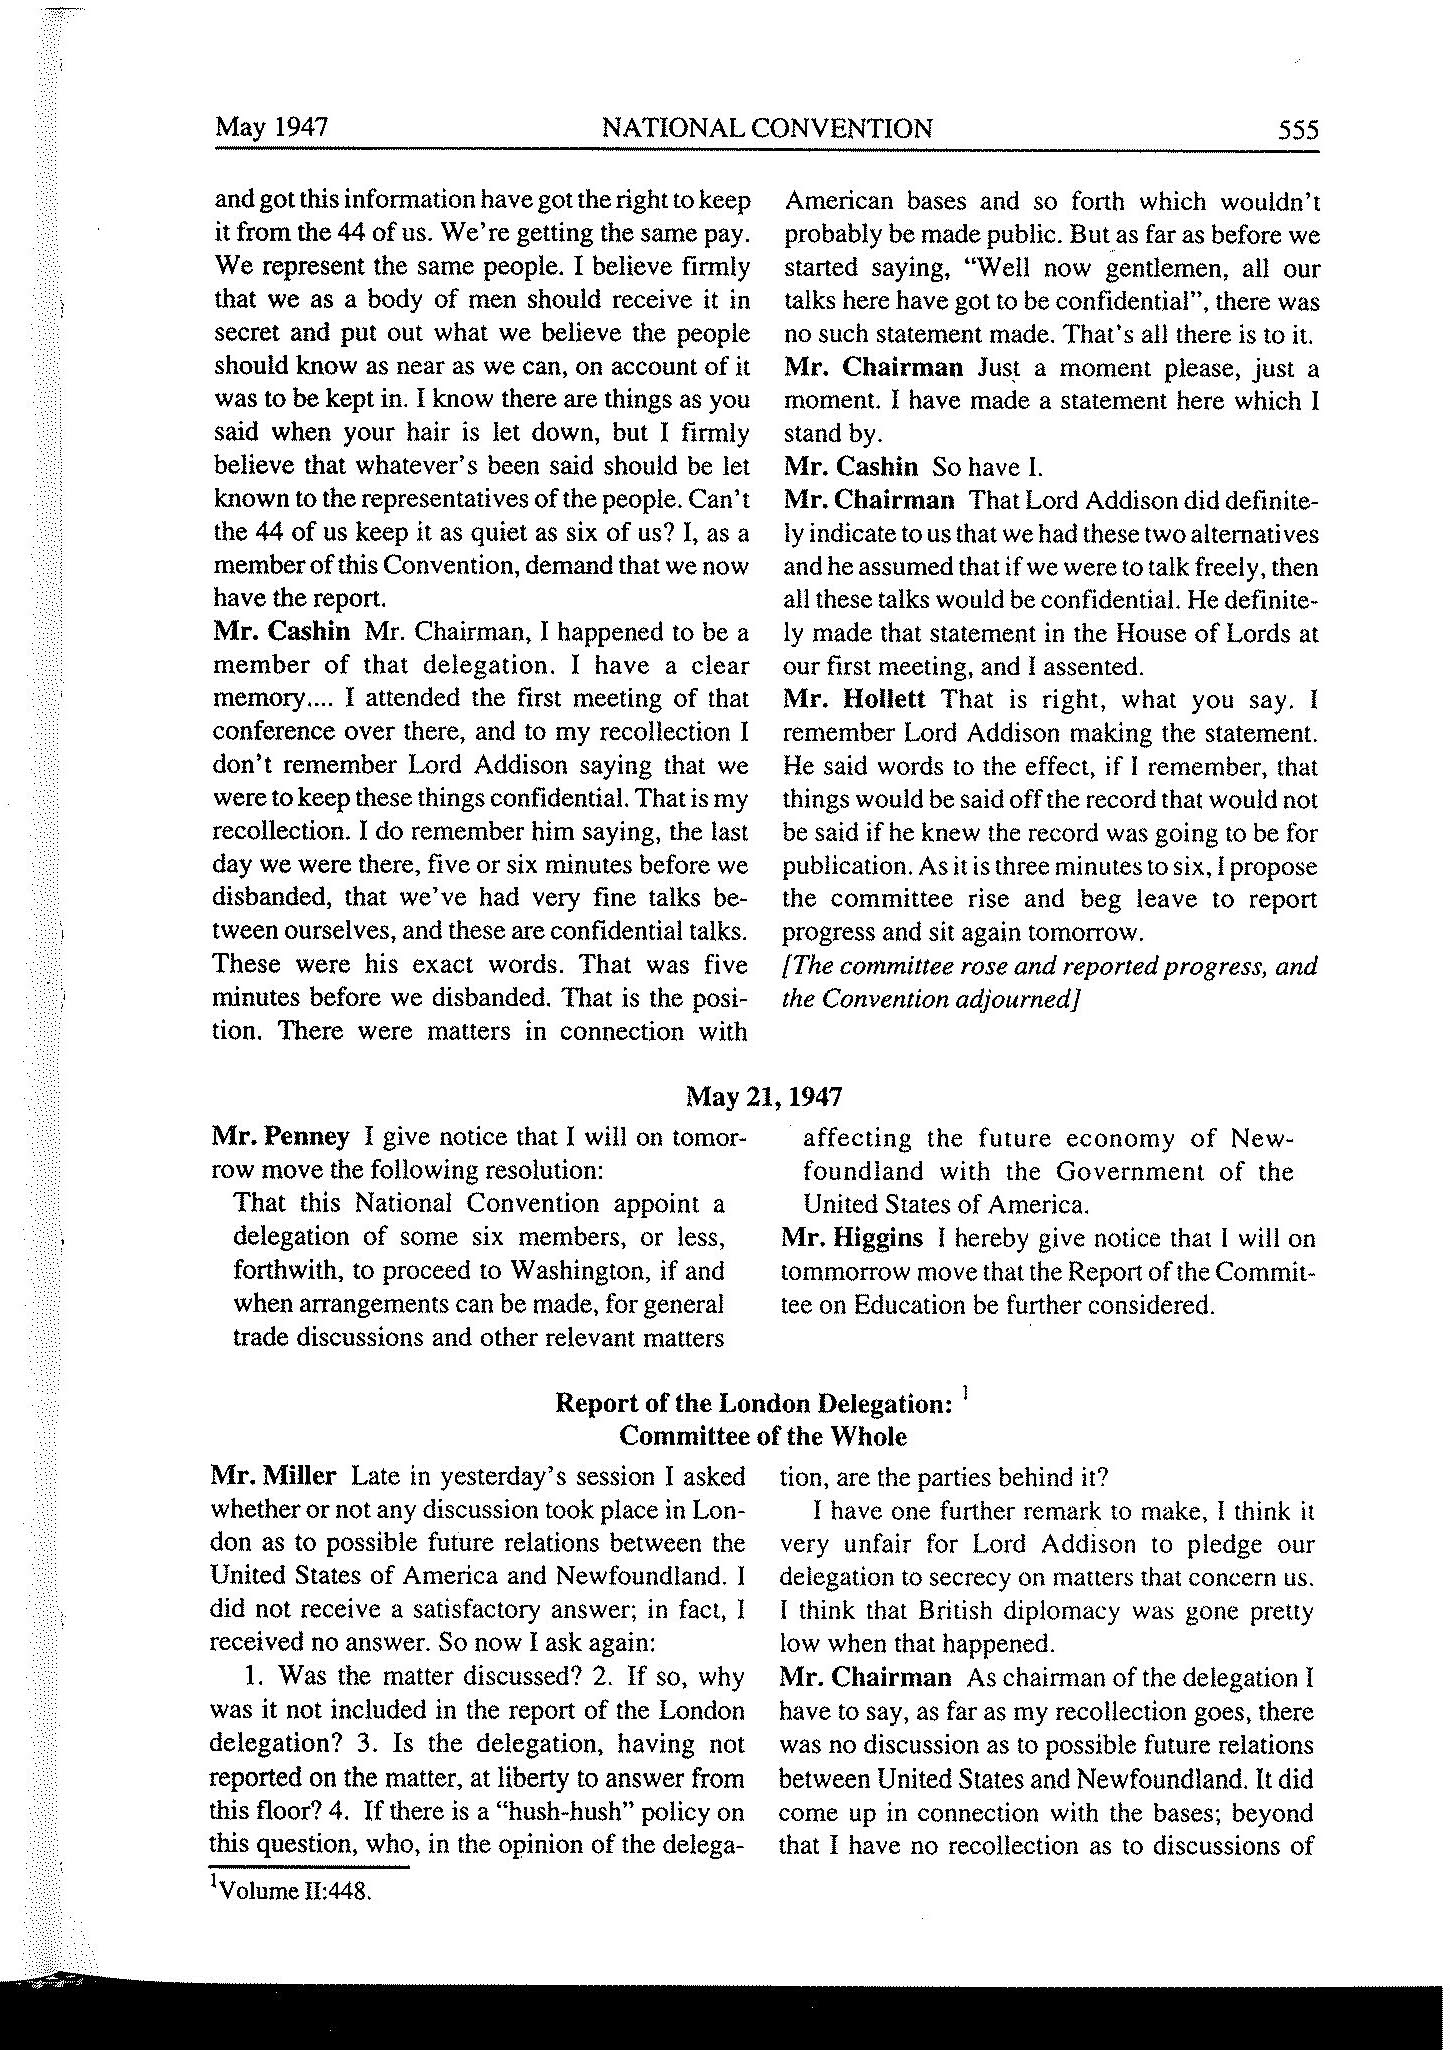 May 1947 NATIONAL CONVENTION 555
and got this information have got the right to keep
it from the 44 of us. We're getting the same pay.
We represent the same people. I believe firmly
that we as a body of men should receive it in
secret and put out what we believe the people
should know as near as we can, on account of it
was to be kept in. I know there are things as you
said when your hair is let down, but I firmly
believe that whatever's been said should be let
known to the representatives of the people. Can't
the 44 of us keep it as quiet as six of us? I, as a
member of this Convention, demand that we now
have the report.
Mr. Cashin Mr. Chairman, I happened to be a
member of that delegation. I have a clear
memory.... I attended the first meeting of that
conference over there, and to my recollection I
don't remember Lord Addison saying that we
were to keep these things confidential. That is my
recollection. I do remember him saying, the last
day we were there, five or six minutes before we
disbanded, that we've had very fine talks be-
tween ourselves, and these are confidential talks.
These were his exact words. That was five
minutes before we disbanded. That is the posi-
tion. There were matters in connection with
American bases and so forth which wouldn't
probably be made public. But as far as before we
started saying, "Well now gentlemen, all our
talks here have got to be confidential", there was
no such statement made. That's all there is to it.
Mr. Chairman Just a moment please, just a
moment. I have made a statement here which I
stand by.
Mr. Cashin So have I.
Mr. Chairman That Lord Addison did definite-
ly indicate to us that we had these two alternatives
and he assumed that if we were to talk freely, then
all these talks would be confidential. He definite-
ly made that statement in the House of Lords at
our first meeting, and I assented.
Mr. Hollett That is right, what you say. I
remember Lord Addison making the statement.
He said words to the effect, if I remember, that
things would be said off the record that would not
be said if he knew the record was going to be for
publication. As it is three minutes to six, I propose
the committee rise and beg leave to report
progress and sit again tomorrow.
[The committee rose and reported progress, and
the Convention adjourned]
May 21, 1947
Mr. Penney I give notice that I will on tomor-
row move the following resolution:
That this National Convention appoint a
delegation of some six members, or less,
forthwith, to proceed to Washington, if and
when arrangements can be made, for general
trade discussions and other relevant matters
affecting the future economy of New-
foundland with the Government of the
United States of America.
Mr. Higgins I hereby give notice that I will on
tommorrow move that the Report of the Commit-
tee on Education be further considered.
Report of the London Delegation: 1
Committee of the Whole
Mr. Miller Late in yesterday's session I asked
whether or not any discussion took place in Lon-
don as to possible future relations between the
United States of America and Newfoundland. I
did not receive a satisfactory answer; in fact, I
received no answer. So now I ask again:
1. Was the matter discussed? 2. If so, why
was it not included in the report of the London
delegation? 3. Is the delegation, having not
reported on the matter, at liberty to answer from
this floor? 4. If there is a "hush-hush" policy on
this question, who, in the opinion of the delega-
tion, are the parties behind it?
I have one further remark to make, I think it
very unfair for Lord Addison to pledge our
delegation to secrecy on matters that concern us.
I think that British diplomacy was gone pretty
low when that happened.
Mr. Chairman As chairman of the delegation I
have to say, as far as my recollection goes, there
was no discussion as to possible future relations
between United States and Newfoundland. It did
come up in connection with the bases; beyond
that I have no recollection as to discussions of
1Volume II:448.